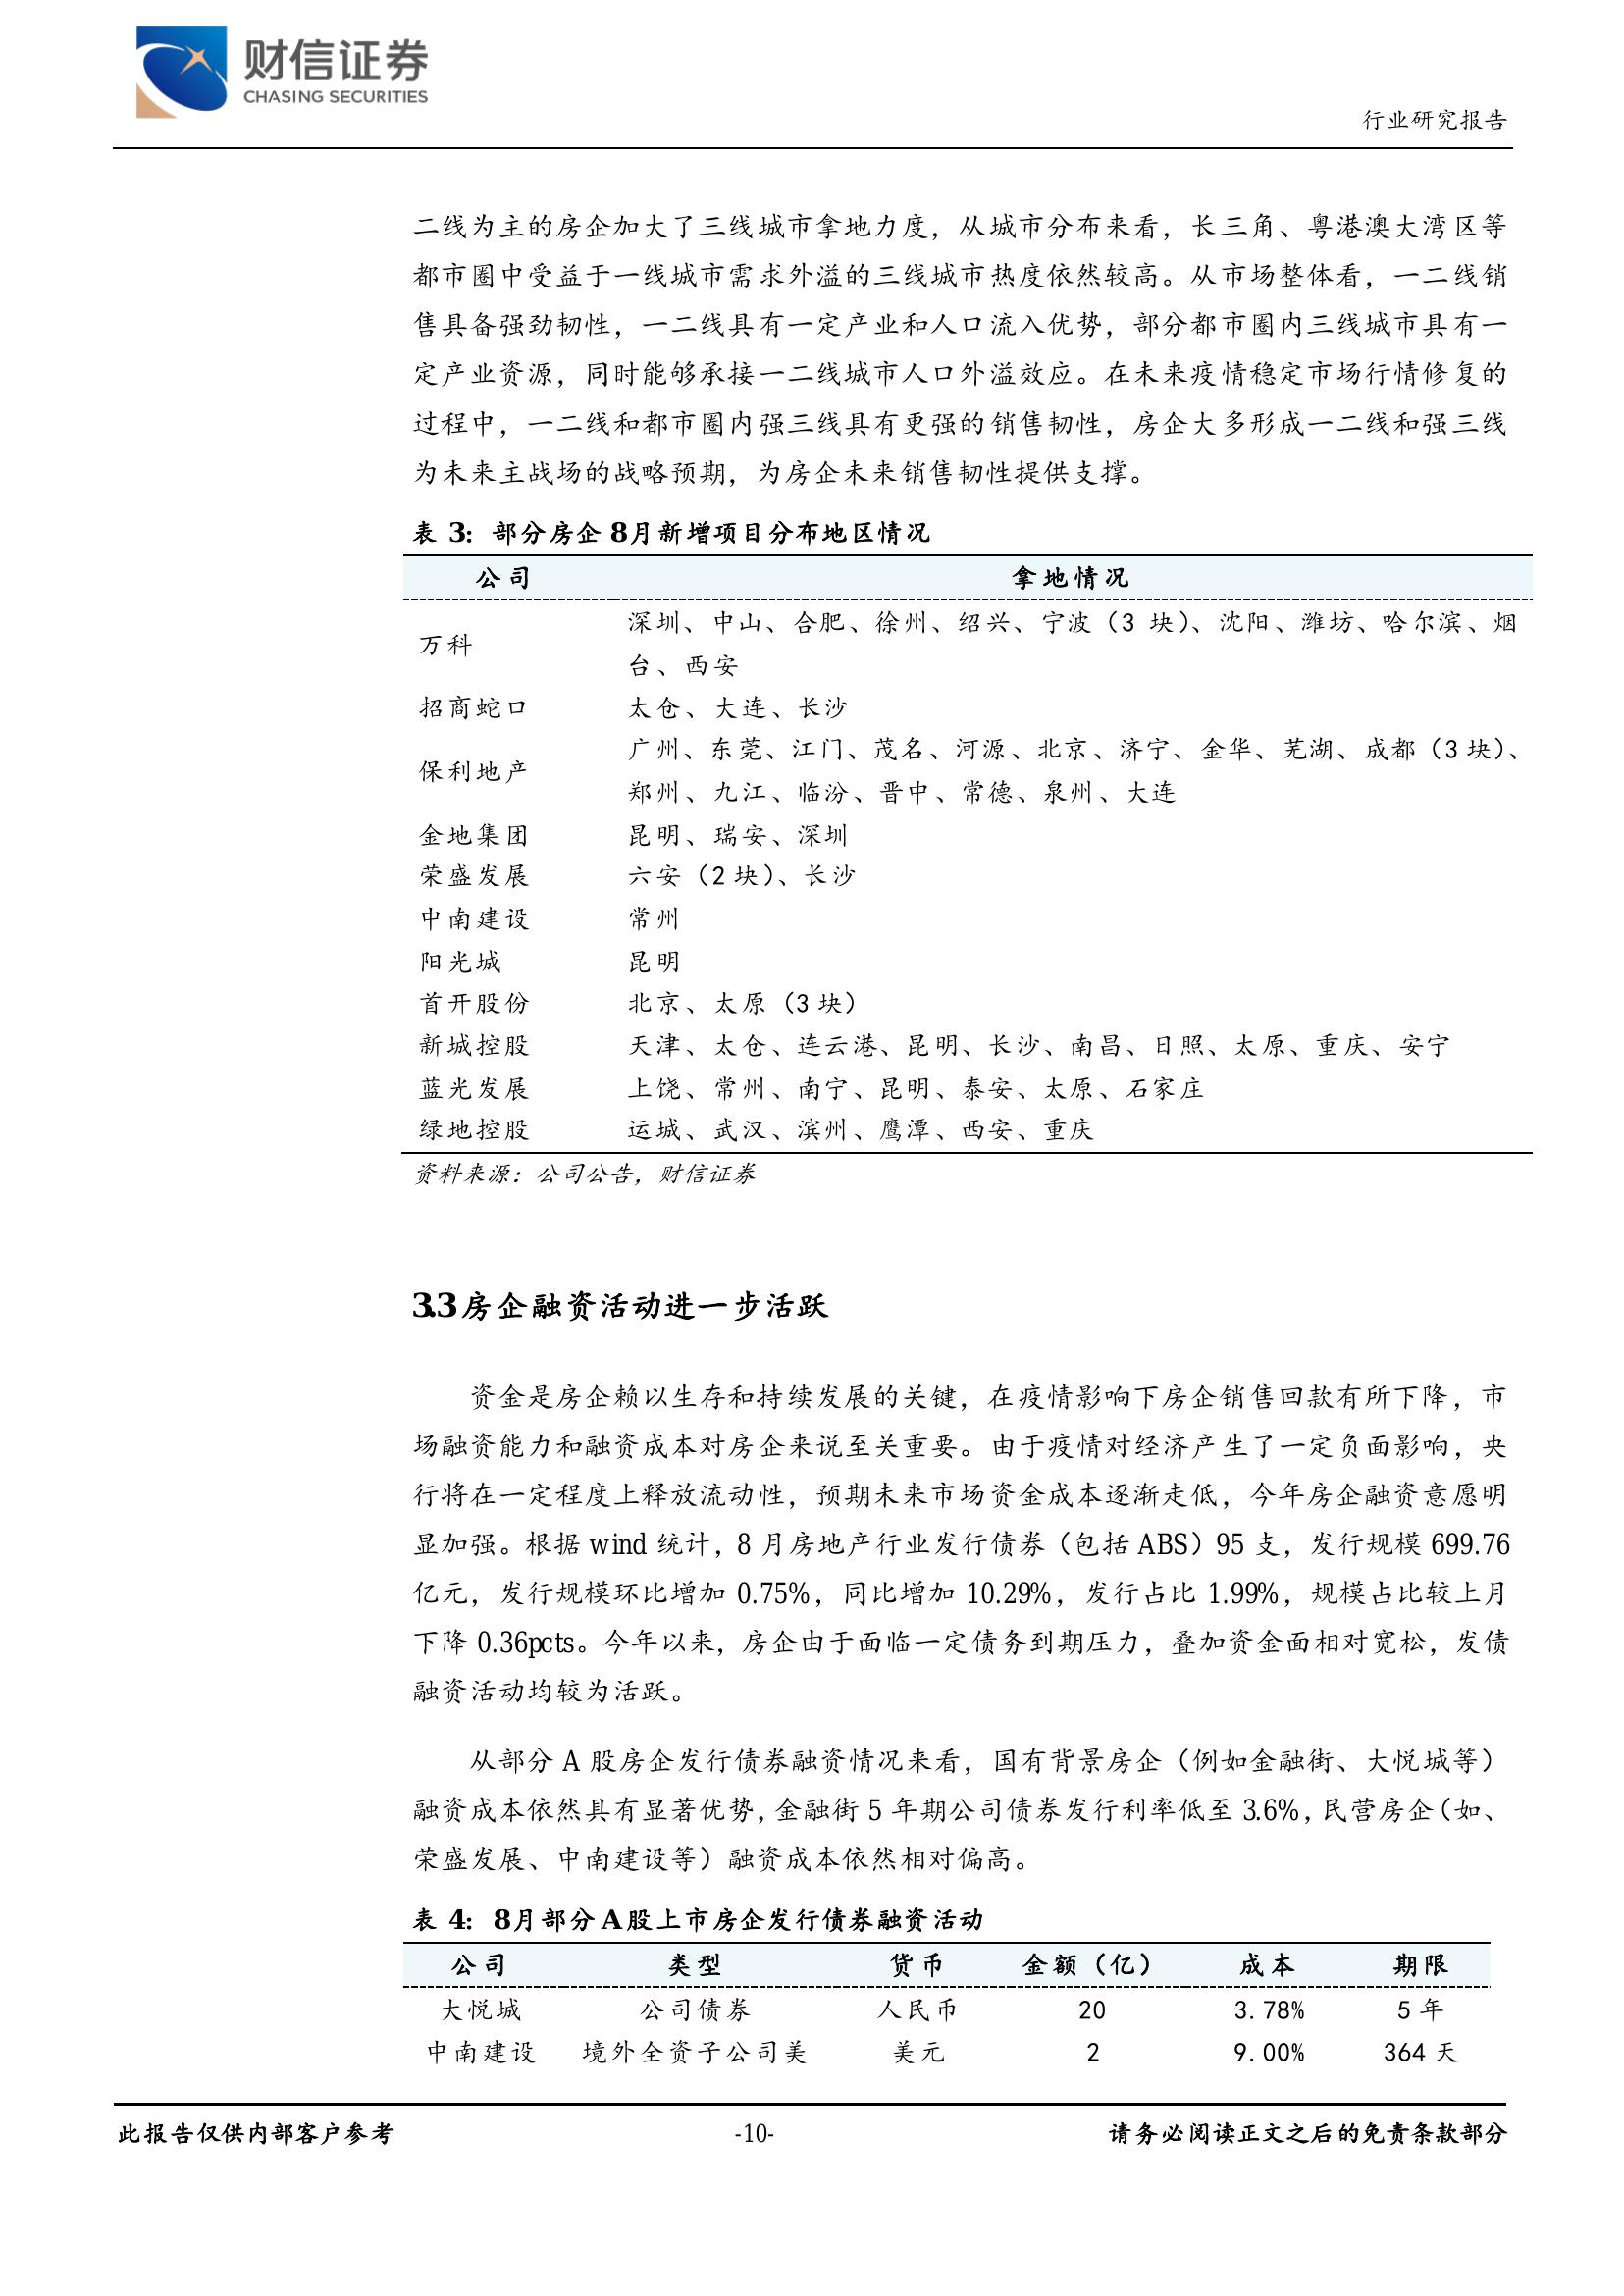 财信证券
CHASING SECURITIES
行业研究报告
二线为主的房企加大了三线城市拿地力度，从城市分布来看，长三角、粤港澳大湾区等
都市圈中受益于一线城市需求外溢的三线城市热度依然较高。从市场整体看，一二线销
售具备强劲韧性，一二线具有一定产业和人口流入优势，部分都市圈内三线城市具有一
定产业资源，同时能够承接一二线城市人口外溢效应。在未来疫情稳定市场行情修复的
过程中，一二线和都市圈内强三线具有更强的销售韧性，房企大多形成一二线和强三线
为未来主战场的战略预期，为房企未来销售韧性提供支撑。
表 3：部分房企 8月新增项目分布地区情况
公司 拿地情况
万科 深圳、中山、合肥、徐州、绍兴、宁波（3 块）、沈阳、潍坊、哈尔滨、烟
台、西安
招商蛇口 太仓、大连、长沙
保利地产 广州、东莞、江门、茂名、河源、北京、济宁、金华、芜湖、成都（3 块）、
郑州、九江、临汾、晋中、常德、泉州、大连
金地集团 昆明、瑞安、深圳
荣盛发展 六安（2 块）、长沙
中南建设 常州
阳光城 昆明
首开股份 北京、太原（3 块）
新城控股 天津、太仓、连云港、昆明、长沙、南昌、日照、太原、重庆、安宁
蓝光发展 上饶、常州、南宁、昆明、泰安、太原、石家庄
绿地控股 运城、武汉、滨州、鹰潭、西安、重庆
资料来源：公司公告，财信证券
3.3 房企融资活动进一步活跃
资金是房企赖以生存和持续发展的关键，在疫情影响下房企销售回款有所下降，市
场融资能力和融资成本对房企来说至关重要。由于疫情对经济产生了一定负面影响，央
行将在一定程度上释放流动性，预期未来市场资金成本逐渐走低，今年房企融资意愿明
显加强。根据 wind 统计，8 月房地产行业发行债券（包括 ABS）95 支，发行规模 699.76
亿元，发行规模环比增加 0.75%，同比增加 10.29%，发行占比 1.99%，规模占比较上月
下降 0.36pcts。今年以来，房企由于面临一定债务到期压力，叠加资金面相对宽松，发债
融资活动均较为活跃。
从部分 A 股房企发行债券融资情况来看，国有背景房企（例如金融街、大悦城等）
融资成本依然具有显著优势，金融街 5 年期公司债券发行利率低至 3.6%，民营房企（如、
荣盛发展、中南建设等）融资成本依然相对偏高。
表 4：8月部分 A股上市房企发行债券融资活动
公司 类型 货币 金额（亿） 成本 期限
大悦城 公司债券 人民币 20 3.78% 5 年
中南建设 境外全资子公司美 美元 2 9.00% 364 天
此报告仅供内部客户参考 -10- 请务必阅读正文之后的免责条款部分